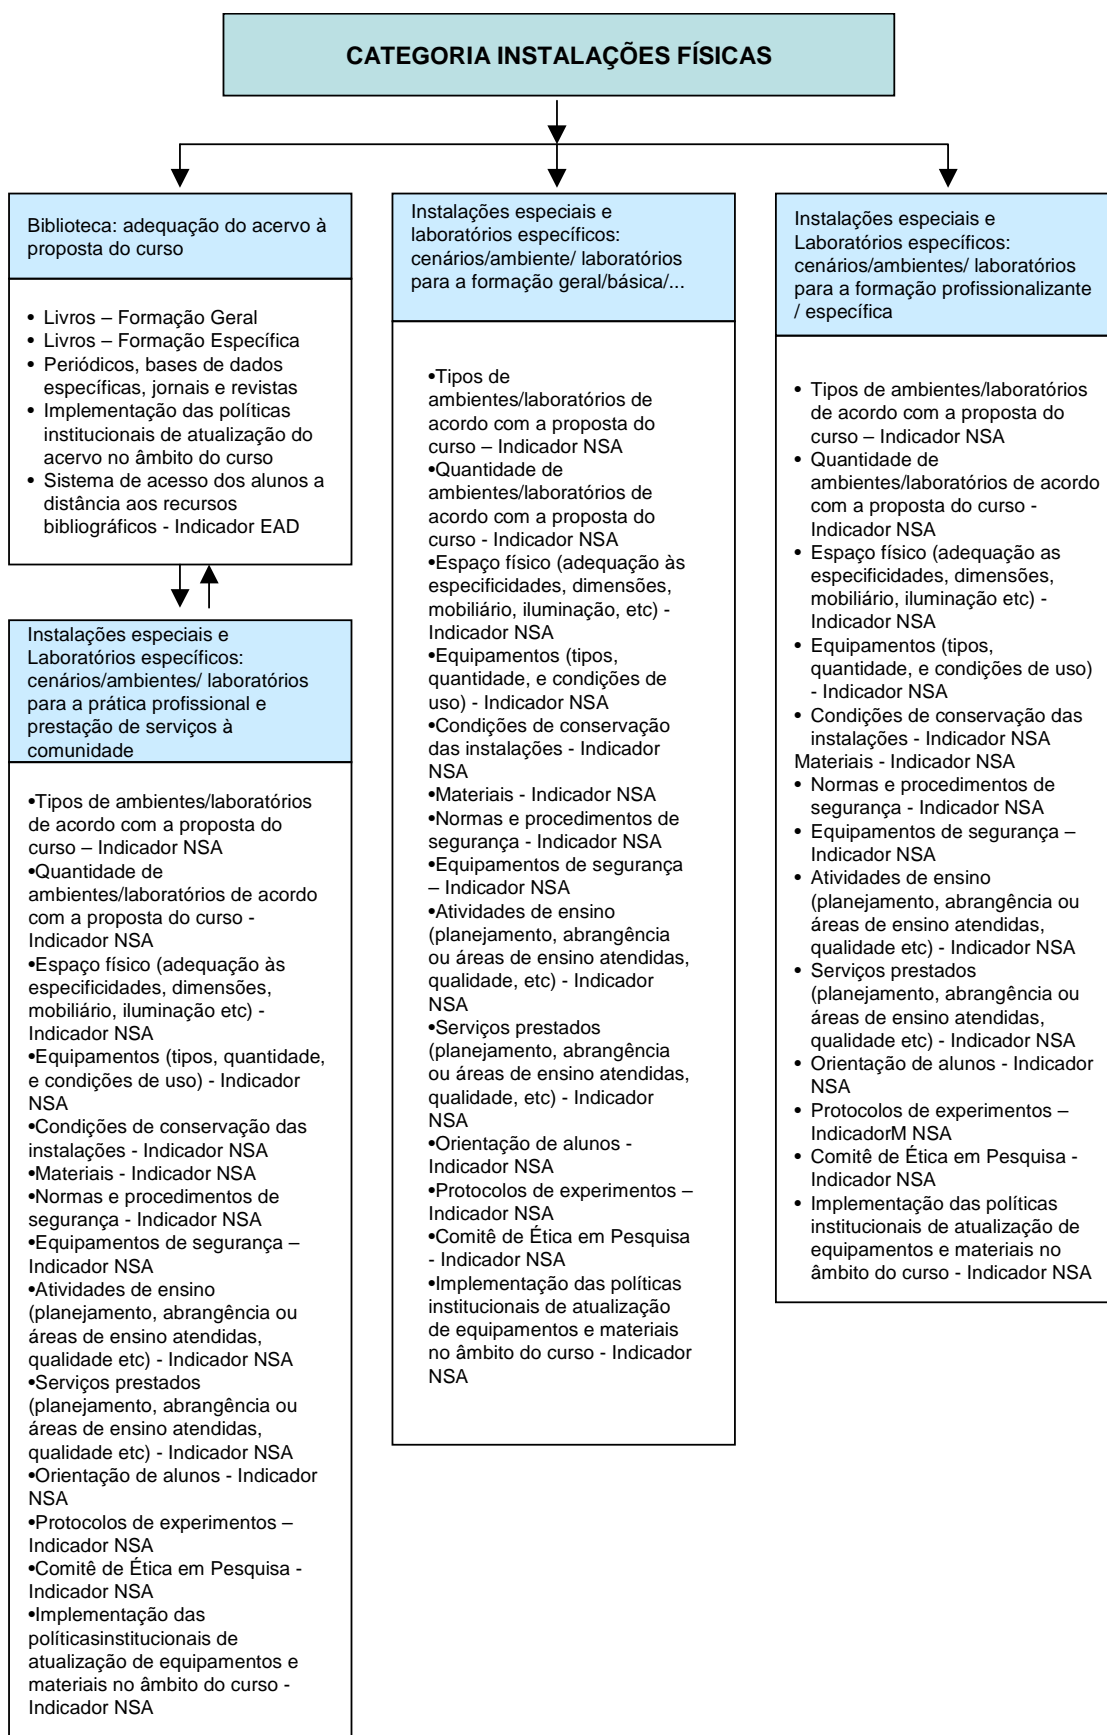 CATEGORIA INSTALAÇÕES FÍSICAS
Biblioteca: adequação do acervo à
proposta do curso
• Livros – Formação Geral
• Livros – Formação Específica
• Periódicos, bases de dados
específicas, jornais e revistas
• Implementação das políticas
institucionais de atualização do
acervo no âmbito do curso
• Sistema de acesso dos alunos a
distância aos recursos
bibliográficos - Indicador EAD
Instalações especiais e
Laboratórios específicos:
cenários/ambientes/ laboratórios
para a prática profissional e
prestação de serviços à
comunidade
•Tipos de ambientes/laboratórios
de acordo com a proposta do
curso – Indicador NSA
•Quantidade de
ambientes/laboratórios de acordo
com a proposta do curso -
Indicador NSA
•Espaço físico (adequação às
especificidades, dimensões,
mobiliário, iluminação etc) -
Indicador NSA
•Equipamentos (tipos, quantidade,
e condições de uso) - Indicador
NSA
•Condições de conservação das
instalações - Indicador NSA
•Materiais - Indicador NSA
•Normas e procedimentos de
segurança - Indicador NSA
•Equipamentos de segurança –
Indicador NSA
•Atividades de ensino
(planejamento, abrangência ou
áreas de ensino atendidas,
qualidade etc) - Indicador NSA
•Serviços prestados
(planejamento, abrangência ou
áreas de ensino atendidas,
qualidade etc) - Indicador NSA
•Orientação de alunos - Indicador
NSA
•Protocolos de experimentos –
Indicador NSA
•Comitê de Ética em Pesquisa -
Indicador NSA
•Implementação das
políticasinstitucionais de
atualização de equipamentos e
materiais no âmbito do curso -
Indicador NSA
Instalações especiais e
laboratórios específicos:
cenários/ambiente/ laboratórios
para a formação geral/básica/...
•Tipos de
ambientes/laboratórios de
acordo com a proposta do
curso – Indicador NSA
•Quantidade de
ambientes/laboratórios de
acordo com a proposta do
curso - Indicador NSA
•Espaço físico (adequação às
especificidades, dimensões,
mobiliário, iluminação, etc) -
Indicador NSA
•Equipamentos (tipos,
quantidade, e condições de
uso) - Indicador NSA
•Condições de conservação
das instalações - Indicador
NSA
•Materiais - Indicador NSA
•Normas e procedimentos de
segurança - Indicador NSA
•Equipamentos de segurança
– Indicador NSA
•Atividades de ensino
(planejamento, abrangência
ou áreas de ensino atendidas,
qualidade, etc) - Indicador
NSA
•Serviços prestados
(planejamento, abrangência
ou áreas de ensino atendidas,
qualidade, etc) - Indicador
NSA
•Orientação de alunos -
Indicador NSA
•Protocolos de experimentos –
Indicador NSA
•Comitê de Ética em Pesquisa
- Indicador NSA
•Implementação das políticas
institucionais de atualização
de equipamentos e materiais
no âmbito do curso - Indicador
NSA
Instalações especiais e
Laboratórios específicos:
cenários/ambientes/ laboratórios
para a formação profissionalizante
/ específica
• Tipos de ambientes/laboratórios
de acordo com a proposta do
curso – Indicador NSA
• Quantidade de
ambientes/laboratórios de acordo
com a proposta do curso -
Indicador NSA
• Espaço físico (adequação as
especificidades, dimensões,
mobiliário, iluminação etc) -
Indicador NSA
• Equipamentos (tipos,
quantidade, e condições de uso)
- Indicador NSA
• Condições de conservação das
instalações - Indicador NSA
Materiais - Indicador NSA
• Normas e procedimentos de
segurança - Indicador NSA
• Equipamentos de segurança –
Indicador NSA
• Atividades de ensino
(planejamento, abrangência ou
áreas de ensino atendidas,
qualidade etc) - Indicador NSA
• Serviços prestados
(planejamento, abrangência ou
áreas de ensino atendidas,
qualidade etc) - Indicador NSA
• Orientação de alunos - Indicador
NSA
• Protocolos de experimentos –
IndicadorM NSA
• Comitê de Ética em Pesquisa -
Indicador NSA
• Implementação das políticas
institucionais de atualização de
equipamentos e materiais no
âmbito do curso - Indicador NSA